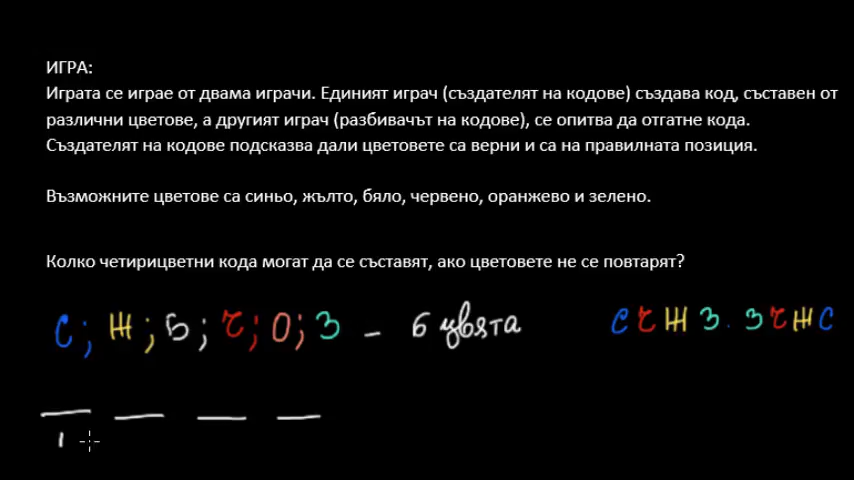 ИГРА:
Играта се играе от двама играчи. Единият играч (създателят на кодове) създава код, съставен от
различни цветове, а другият играч (разбивачът на кодове), се опитва да отгатне кода.
Създателят на кодове подсказва дали цветовете са верни и са на правилната позиция.
Възможните цветове са синьо, жълто, бяло, червено, оранжево и зелено.
Колко четирицветни кода могат да се съставят, ако цветовете не се повтарят?
С; Ж; Б; Ч; О; З – 6 цвята СЧЖЗ. ЗЧЖС